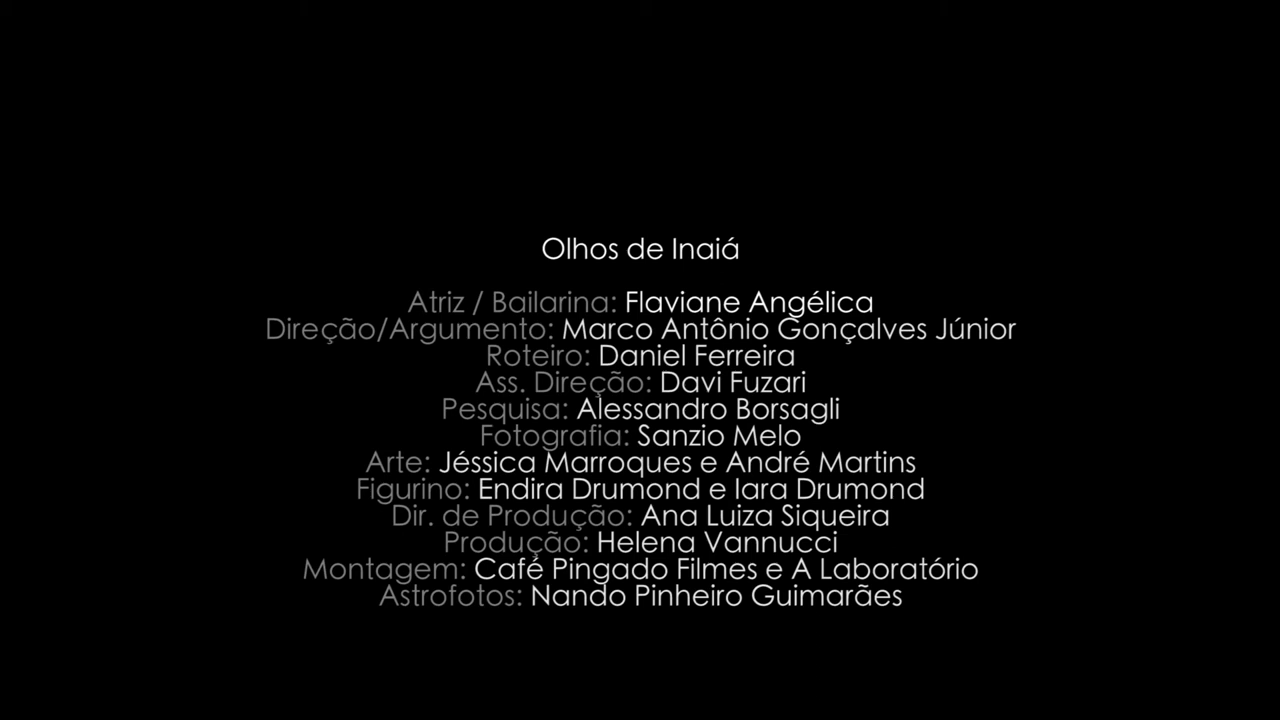 Olhos de Inaiá
Atriz / Bailarina: Flaviane Angélica
Direção/Argumento: Marco Antônio Gonçalves Júnior
Roteiro: Daniel Ferreira
Ass. Direção: Davi Fuzari
Pesquisa: Alessandro Borsagli
Fotografia: Sanzio Melo
Arte: Jéssica Marroques e André Martins
Figurino: Endira Drumond e Iara Drumond
Dir. de Produção: Ana Luiza Siqueira
Produção: Helena Vannucci
Montagem: Café Pingado Filmes e A Laboratório
Astrofotos: Nando Pinheiro Guimarães